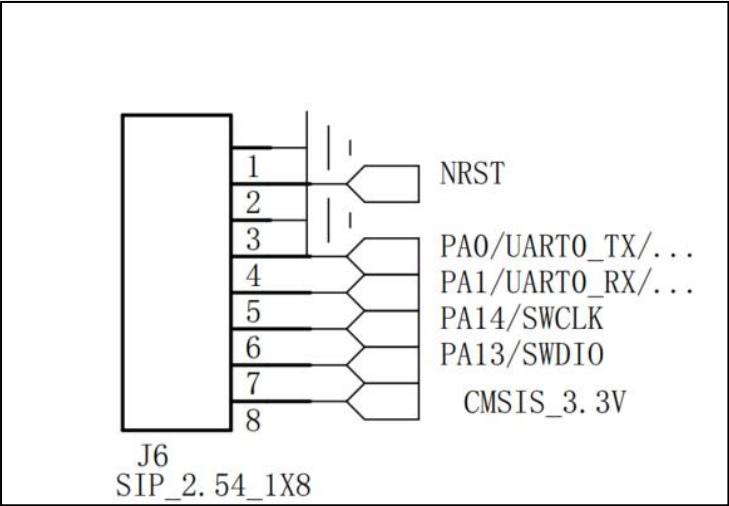 1
NRST
2
3
PA0/UART0_TX/...
4
PA1/UART0_RX/...
5
PA14/SWCLK
6
PA13/SWDIO
7
CMSIS_3.3V
8
J6
SIP_2.54_1X8